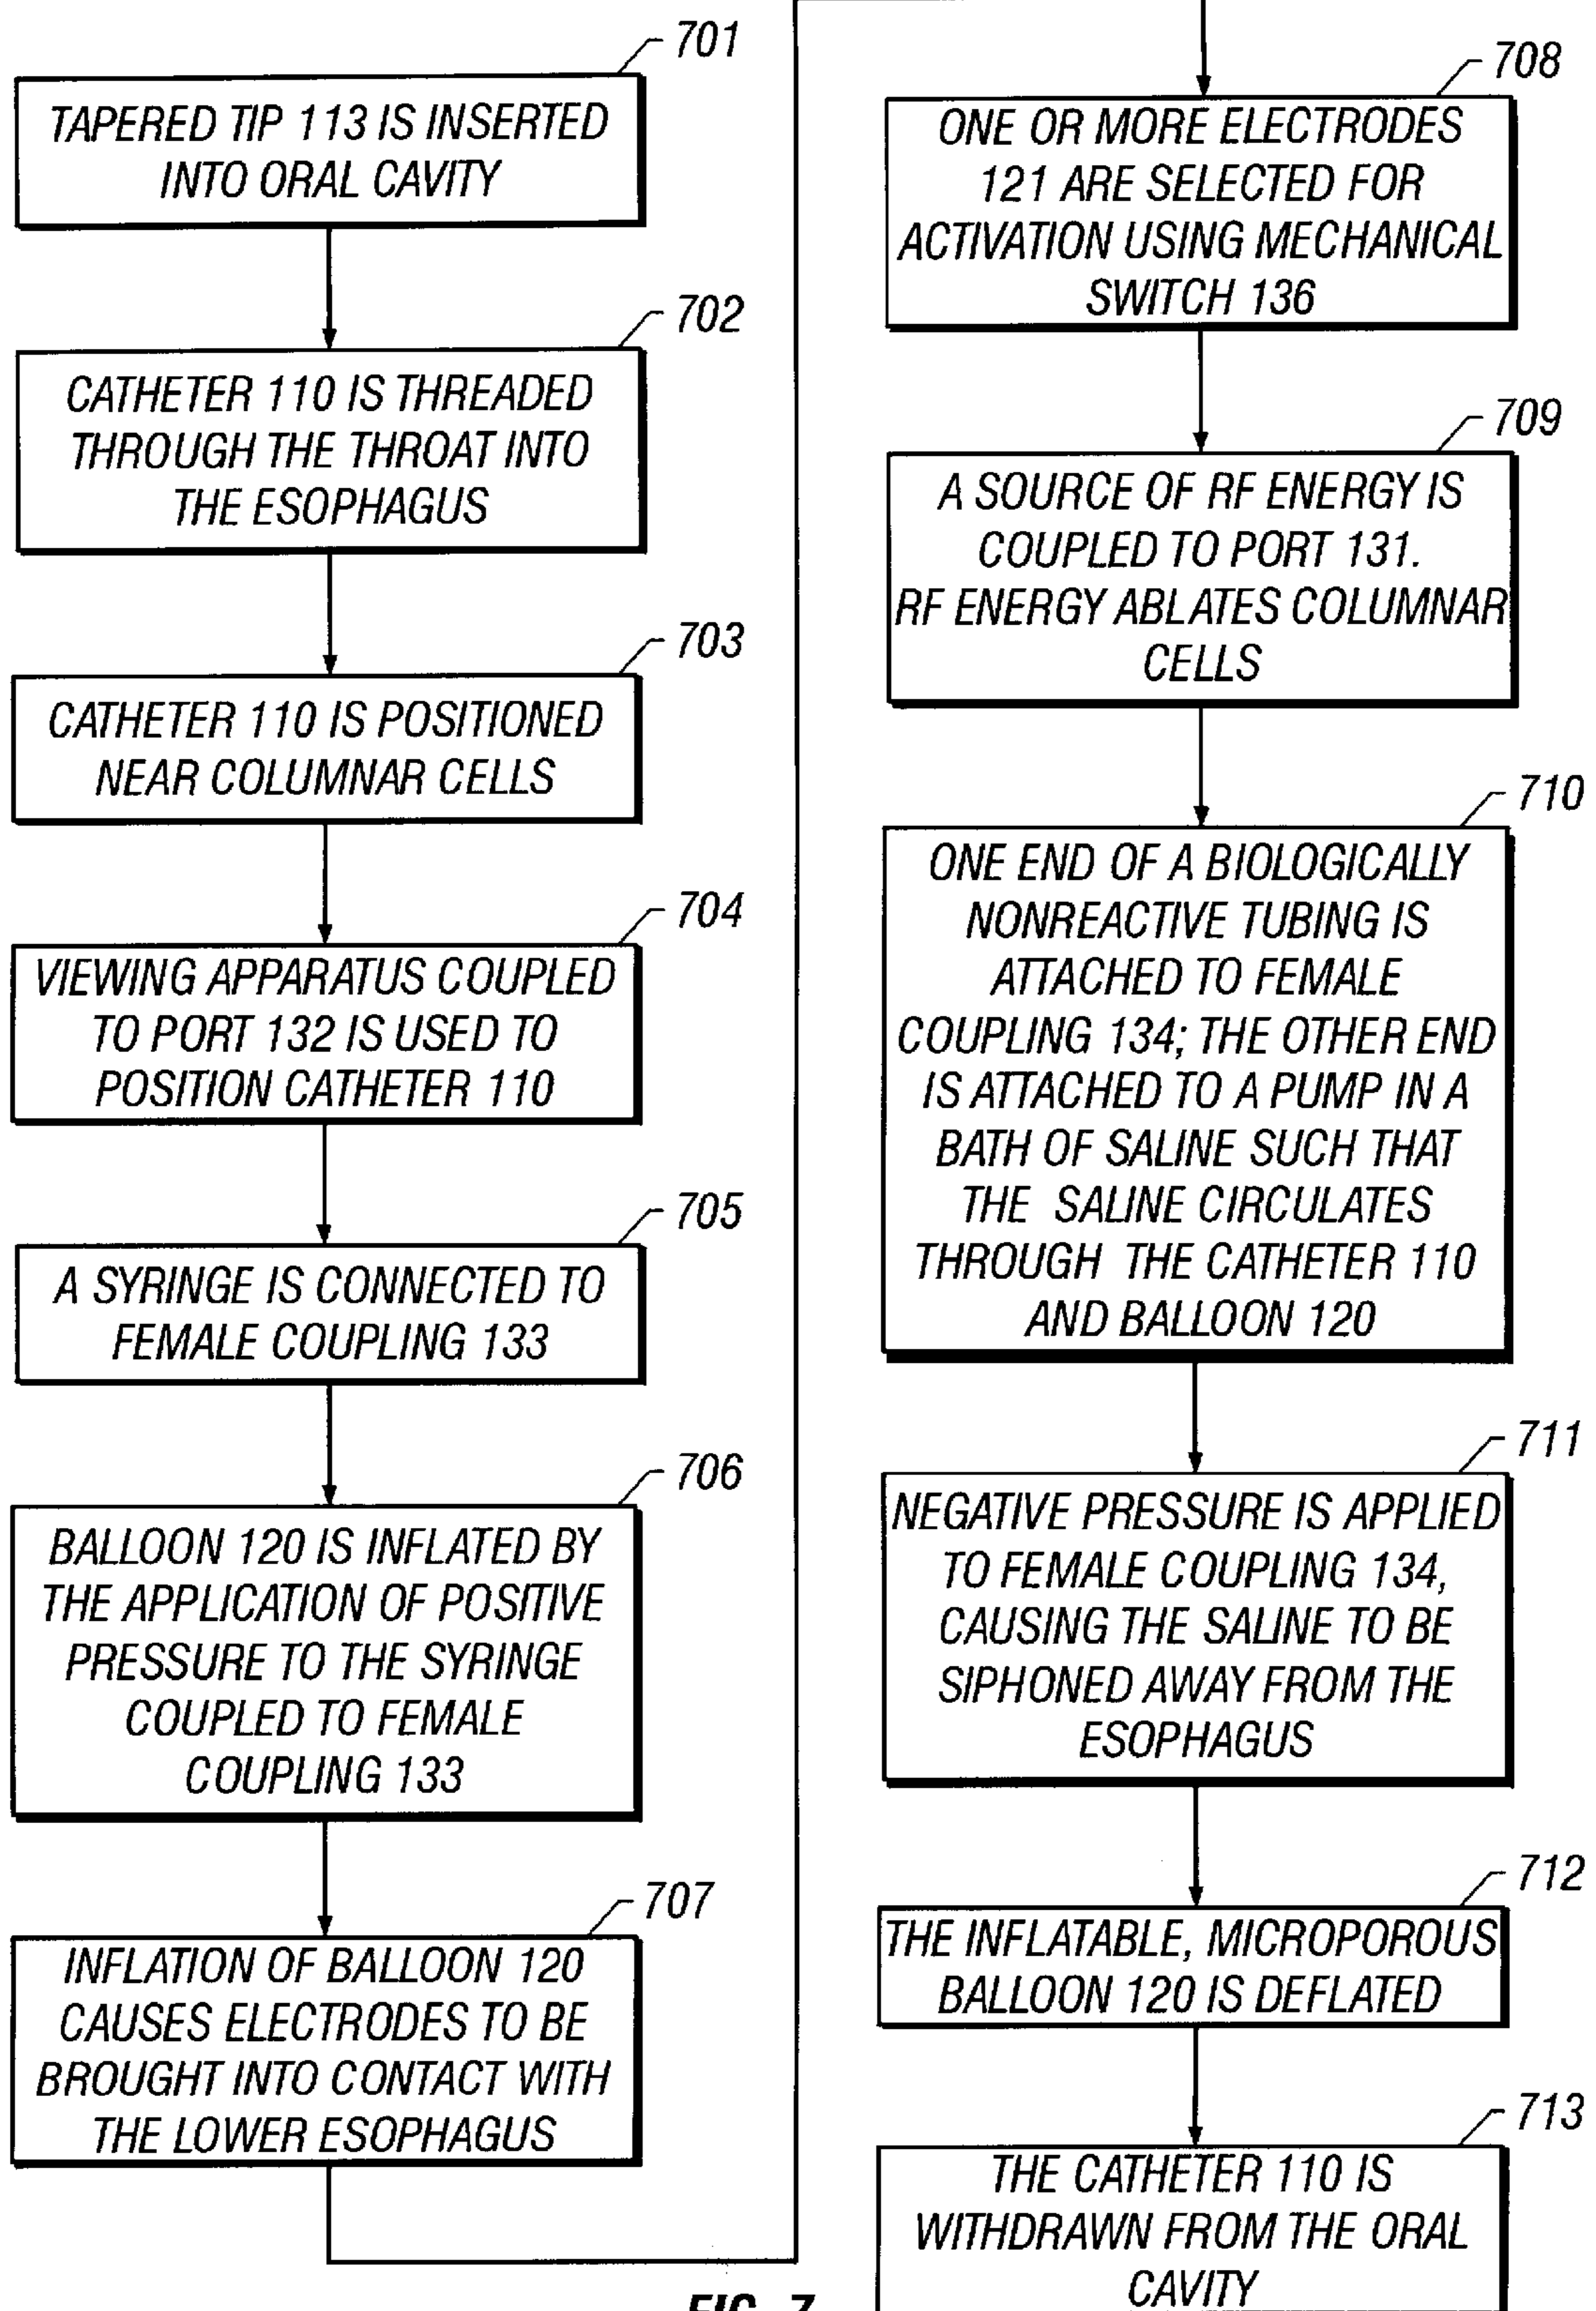 701
TAPERED TIP 113 IS INSERTED
INTO ORAL CAVITY
702
CATHETER 110 IS THREADED
THROUGH THE THROAT INTO
THE ESOPHAGUS
703
CATHETER 110 IS POSITIONED
NEAR COLUMNAR CELLS
704
VIEWING APPARATUS COUPLED
TO PORT 132 IS USED TO
POSITION CATHETER 110
705
A SYRINGE IS CONNECTED TO
FEMALE COUPLING 133
706
BALLOON 120 IS INFLATED BY
THE APPLICATION OF POSITIVE
PRESSURE TO THE SYRINGE
COUPLED TO FEMALE
COUPLING 133
707
INFLATION OF BALLOON 120
CAUSES ELECTRODES TO BE
BROUGHT INTO CONTACT WITH
THE LOWER ESOPHAGUS
708
ONE OR MORE ELECTRODES
121 ARE SELECTED FOR
ACTIVATION USING MECHANICAL
SWITCH 136
709
A SOURCE OF RF ENERGY IS
COUPLED TO PORT 131.
RF ENERGY ABLATES COLUMNAR
CELLS
710
ONE END OF A BIOLOGICALLY
NONREACTIVE TUBING IS
ATTACHED TO FEMALE
COUPLING 134; THE OTHER END
IS ATTACHED TO A PUMP IN A
BATH OF SALINE SUCH THAT
THE SALINE CIRCULATES
THROUGH THE CATHETER 110
AND BALLOON 120
711
NEGATIVE PRESSURE IS APPLIED
TO FEMALE COUPLING 134,
CAUSING THE SALINE TO BE
SIPHONED AWAY FROM THE
ESOPHAGUS
712
THE INFLATABLE, MICROPOROUS
BALLOON 120 IS DEFLATED
713
THE CATHETER 110 IS
WITHDRAWN FROM THE ORAL
CAVITY
FIG. 7